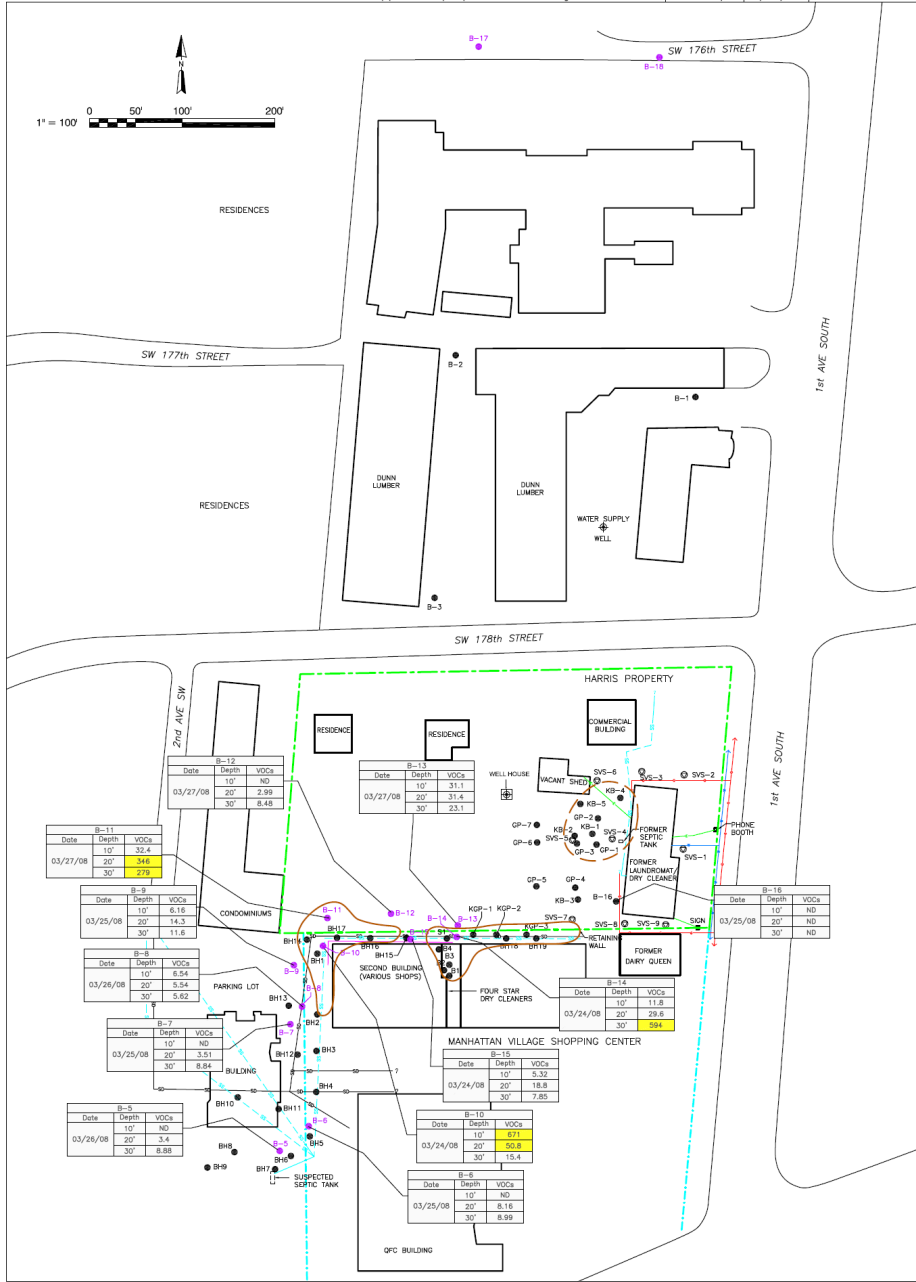 B-17
SW 176th STREET
B-18
N
0 50' 100' 200'
1" = 100'
RESIDENCES
SW 177th STREET
B-2
B-1
1st AVE SOUTH
DUNN
LUMBER
DUNN
LUMBER
RESIDENCES
WATER SUPPLY
WELL
B-3
SW 178th STREET
HARRIS PROPERTY
2nd AVE SW
RESIDENCE
RESIDENCE
COMMERCIAL
BUILDING
1st AVE SOUTH
B-12
Date Depth VOCs
03/27/08
10' ND
20' 2.99
30' 8.48
B-13
Date Depth VOCs
03/27/08
10' 31.1
20' 31.4
30' 23.1
WELL HOUSE
VACANT SHED
SVS-6
SVS-3
SVS-2
KB-4
KB-5
GP-2
GP-7
KB-2
KB-1
SVS-4
SVS-5
GP-6
GP-3
GP-1
FORMER
SEPTIC
TANK
PHONE
BOOTH
SVS-1
FORMER
LAUNDROMAT/
DRY CLEANER
GP-5
GP-4
KB-3
B-16
B-11
Date Depth VOCs
03/27/08
10' 32.4
20' 346
30' 279
B-9
Date Depth VOCs
03/25/08
10' 6.16
20' 14.3
30' 11.6
B-16
Date Depth VOCs
03/25/08
10' ND
20' ND
30' ND
CONDOMINIUMS
B-11
B-12
B-14
B-13
KGP-1
KGP-2
KGP-3
SVS-7
SVS-8
SVS-9
SIGN
BH17
BH14
BH16
BH15
B-15
S1
BH18
BH19
RETAINING
WALL
BH1
B-10
B4
B3
B2
B1
SECOND BUILDING
(VARIOUS SHOPS)
FORMER
DAIRY QUEEN
B-9
B-8
Date Depth VOCs
03/26/08
10' 6.54
20' 5.54
30' 5.62
PARKING LOT
B-8
BH13
BH2
FOUR STAR
DRY CLEANERS
B-14
Date Depth VOCs
03/24/08
10' 11.8
20' 29.6
30' 594
B-7
Date Depth VOCs
03/25/08
10' ND
20' 3.51
30' 8.84
B-7
BH12
BH3
MANHATTAN VILLAGE SHOPPING CENTER
B-15
Date Depth VOCs
03/24/08
10' 5.32
20' 18.8
30' 7.85
BUILDING
BH4
BH10
BH11
B-5
Date Depth VOCs
03/26/08
10' ND
20' 3.4
30' 8.88
B-10
Date Depth VOCs
03/24/08
10' 671
20' 50.8
30' 15.4
B-6
BH5
BH8
B-5
BH6
BH9
BH7
SUSPECTED
SEPTIC TANK
B-6
Date Depth VOCs
03/25/08
10' ND
20' 8.16
30' 8.99
QFC BUILDING